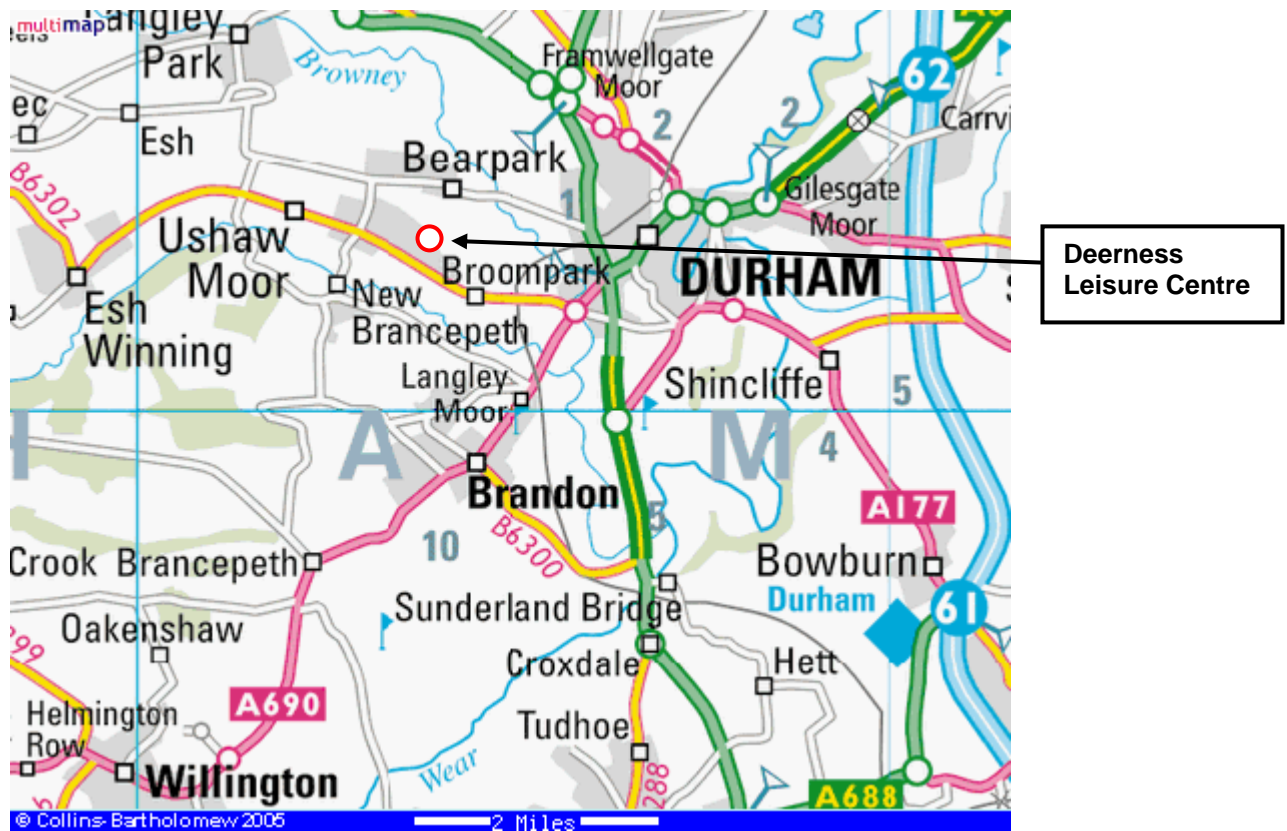 multimap
Langley
Park
Browney
Framwellgate
Moor
62
Esh
2
2
Bearpark
B6302
1
Gilesgate
Moor
Ushaw
Moor
Broompark
DURHAM
Deerness
Leisure Centre
New
Brancepeth
Esh
Winning
Langley
Moor
Shincliffe
5
A
M
4
Brandon
5
A177
B6300
10
Crook
Brancepeth
Bowburn
Durham
61
Sunderland Bridge
Oakenshaw
Croxdale
Hett
A690
Helmington
Row
Tudhoe
Willington
Wear
288
A688
© Collins-Bartholomew 2005
2 Miles